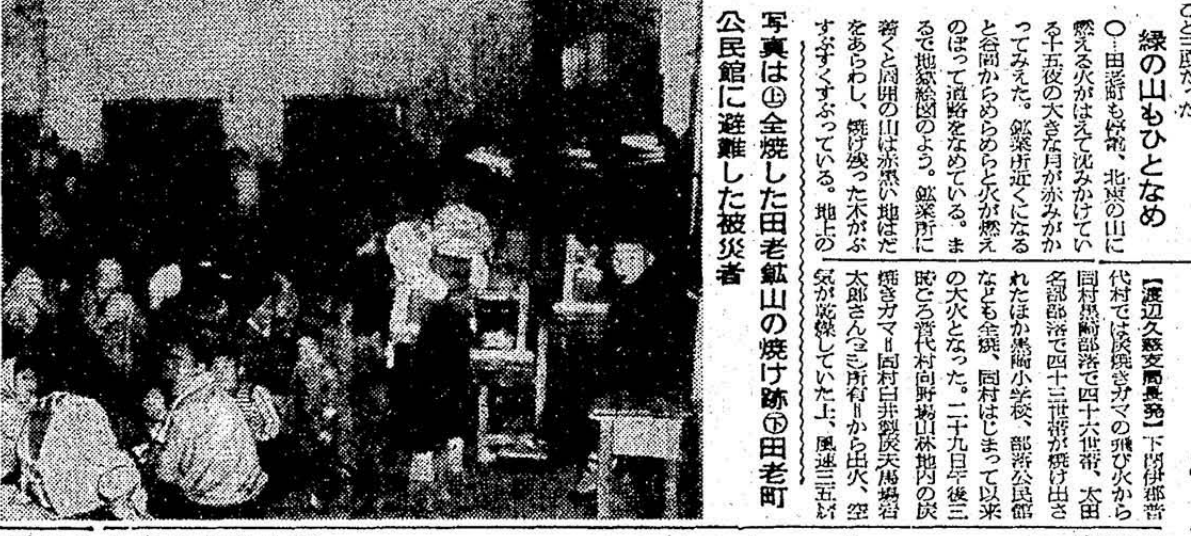 緑の山もひとなめ
〇…田老町も停電、北東の山に
燃える火がはえて沈みかけてい
る十五夜の大きな月が赤みがか
ってみえた。鉱業所近くになる
と谷間からめらめらと火が燃え
のぼって道路をなめている。ま
るで地獄絵図のよう。鉱業所に
着くと周囲の山は赤黒い地はだ
をあらわし、焼け残った木がぶ
すぶすくすぶっている。地上の
【渡辺久慈支局長発】下閉伊郡普
代村では炭焼きガマの飛び火から
同村黒崎部落で四十六世帯、太田
名部部落で四十三世帯が焼け出さ
れたほか黒崎小学校、部落公民館
なども全焼、同村はじまって以来
の大火となった。二十九日午後三
時ごろ普代村向野場山林地内の炭
焼きガマ＝同村白井製炭夫馬場岩
太郎さん 所有＝から出火、空
気が乾燥していた上、風速三五㍍
写真は㊤全焼した田老鉱山の焼け跡㊦田老町
公民館に避難した被災者